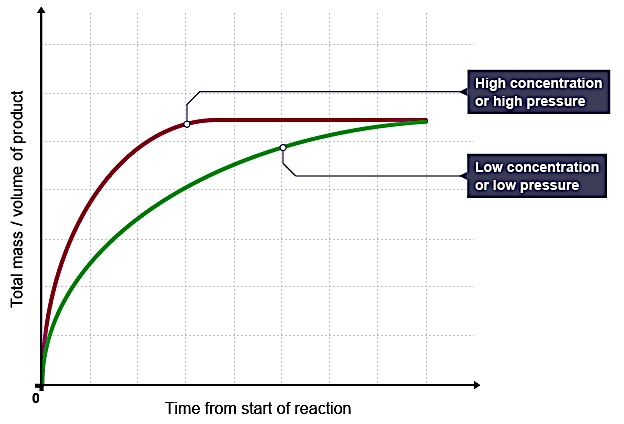 Total mass / volume of product
High concentration
or high pressure
Low concentration
or low pressure
0
Time from start of reaction